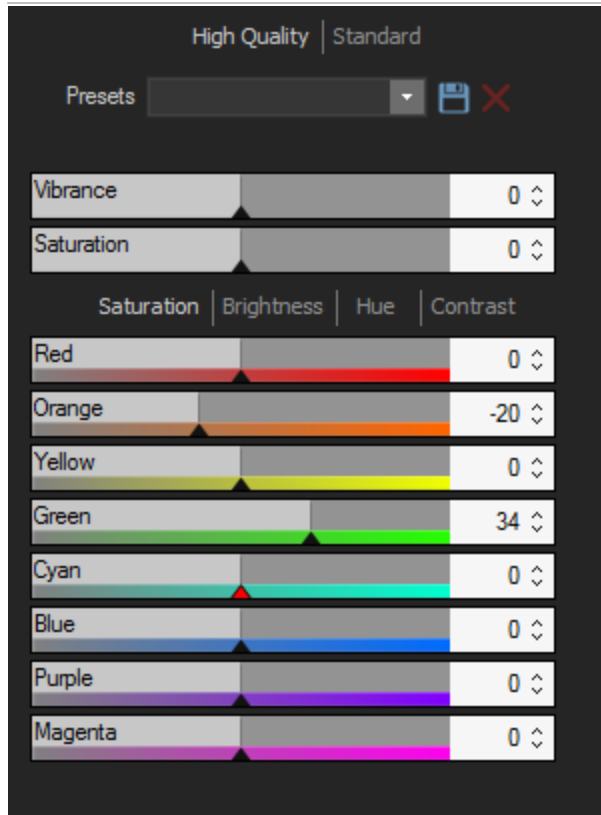 High Quality Standard
Presets
Vibrance 0
Saturation 0
Saturation Brightness Hue Contrast
Red 0
Orange -20
Yellow 0
Green 34
Cyan 0
Blue 0
Purple 0
Magenta 0